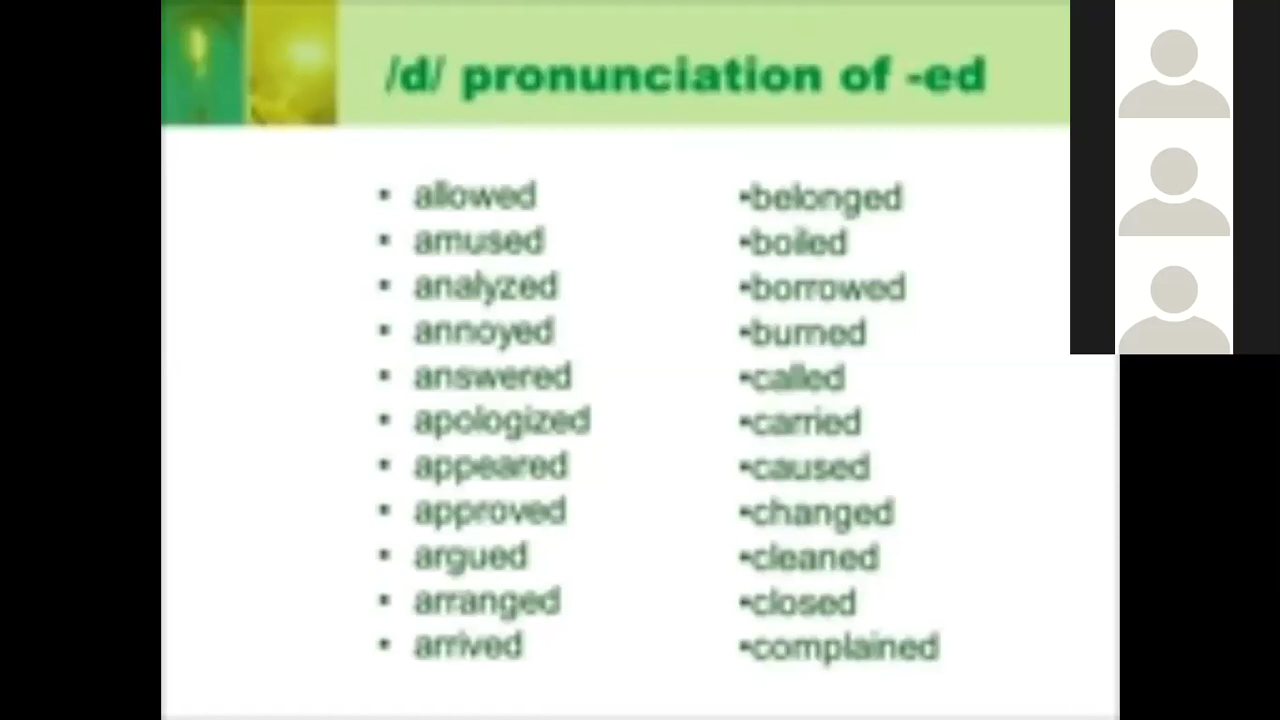 /d/ pronunciation of -ed
• allowed
• amused
• analyzed
• annoyed
• answered
• apologized
• appeared
• approved
• argued
• arranged
• arrived
•belonged
•boiled
•borrowed
•burned
•called
•carried
•caused
•changed
•cleaned
•closed
•complained